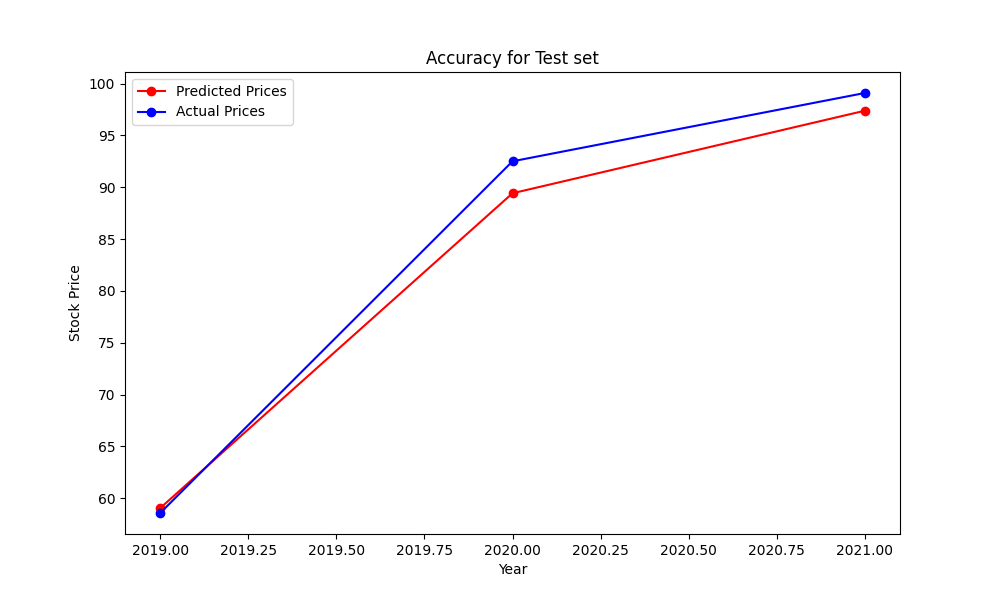 Accuracy for Test set
Predicted Prices
Actual Prices
100
95
90
85
80
75
70
65
60
Stock Price
2019.00 2019.25 2019.50 2019.75 2020.00 2020.25 2020.50 2020.75 2021.00
Year